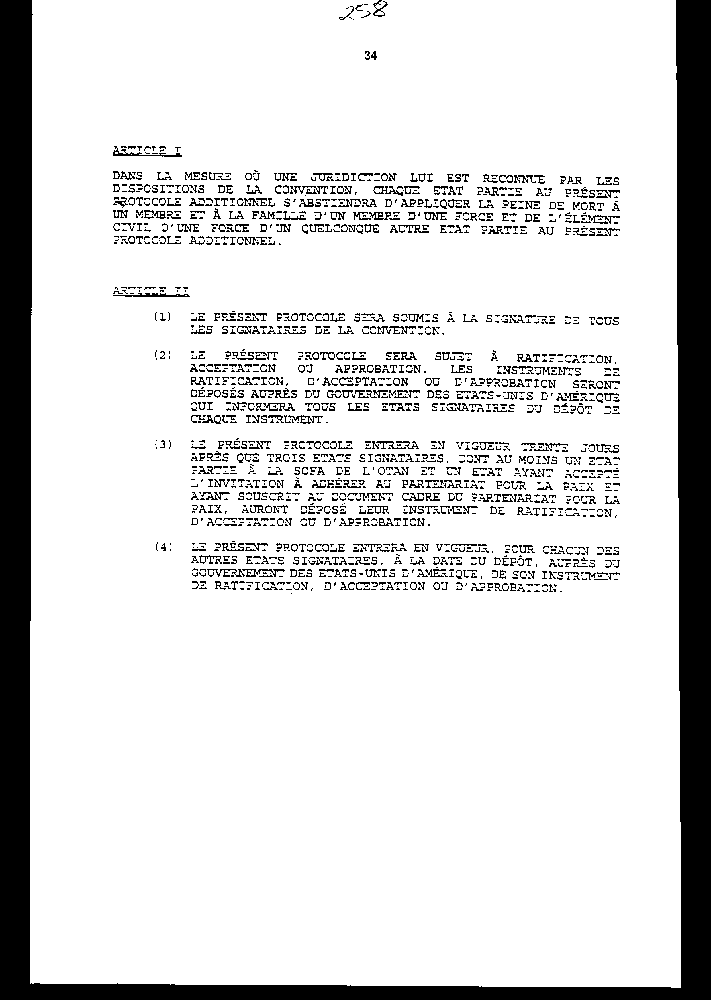 258
34
ARTICLE I
DANS LA MESURE OÙ UNE JURIDICTION LUI EST RECONNUE PAR LES
DISPOSITIONS DE LA CONVENTION, CHAQUE ETAT PARTIE AU PRÉSENT
PROTOCOLE ADDITIONNEL S'ABSTIENDRA D'APPLIQUER LA PEINE DE MORT À
UN MEMBRE ET À LA FAMILLE D'UN MEMBRE D'UNE FORCE ET DE L'ÉLÉMENT
CIVIL D'UNE FORCE D'UN QUELCONQUE AUTRE ETAT PARTIE AU PRÉSENT
PROTOCOLE ADDITIONNEL.
ARTICLE II
(1) LE PRÉSENT PROTOCOLE SERA SOUMIS À LA SIGNATURE DE TOUS
LES SIGNATAIRES DE LA CONVENTION.
(2) LE PRÉSENT PROTOCOLE SERA SUJET À RATIFICATION,
ACCEPTATION OU APPROBATION. LES INSTRUMENTS DE
RATIFICATION, D'ACCEPTATION OU D'APPROBATION SERONT
DÉPOSÉS AUPRÈS DU GOUVERNEMENT DES ETATS-UNIS D'AMÉRIQUE
QUI INFORMERA TOUS LES ETATS SIGNATAIRES DU DÉPÔT DE
CHAQUE INSTRUMENT.
(3) LE PRÉSENT PROTOCOLE ENTRERA EN VIGUEUR TRENTE JOURS
APRÈS QUE TROIS ETATS SIGNATAIRES, DONT AU MOINS UN ETAT
PARTIE À LA SOFA DE L'OTAN ET UN ETAT AYANT ACCEPTÉ
L'INVITATION À ADHÉRER AU PARTENARIAT POUR LA PAIX ET
AYANT SOUSCRIT AU DOCUMENT CADRE DU PARTENARIAT POUR LA
PAIX, AURONT DÉPOSÉ LEUR INSTRUMENT DE RATIFICATION,
D'ACCEPTATION OU D'APPROBATION.
(4) LE PRÉSENT PROTOCOLE ENTRERA EN VIGUEUR, POUR CHACUN DES
AUTRES ETATS SIGNATAIRES, À LA DATE DU DÉPÔT, AUPRÈS DU
GOUVERNEMENT DES ETATS-UNIS D'AMÉRIQUE, DE SON INSTRUMENT
DE RATIFICATION, D'ACCEPTATION OU D'APPROBATION.